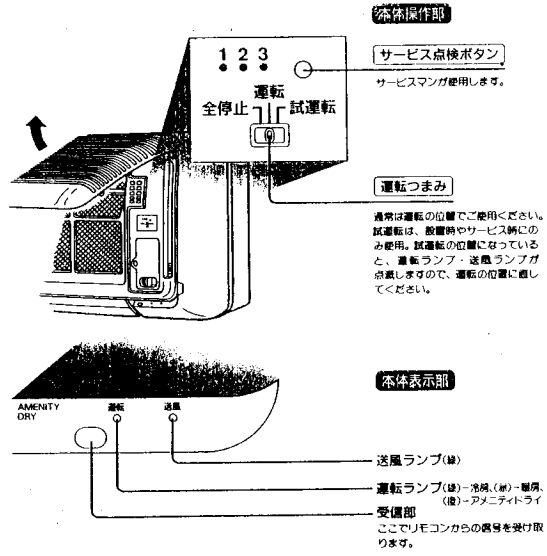 本体操作部
1 2 3
サービス点検ボタン
サービスマンが使用します。
運転
全停止 試運転
運転つまみ
通常は運転の位置でご使用ください。
試運転は、設置時やサービス時にの
み使用。試運転の位置になっている
と、運転ランプ・送風ランプが
点滅しますので、運転の位置に直し
てください。
本体表示部
AMENITY
DRY
運転 送風
送風ランプ(緑)
運転ランプ(緑)-冷房、(赤)-暖房、
(橙)-アメニティドライ
受信部
ここでリモコンからの信号を受け取
ります。